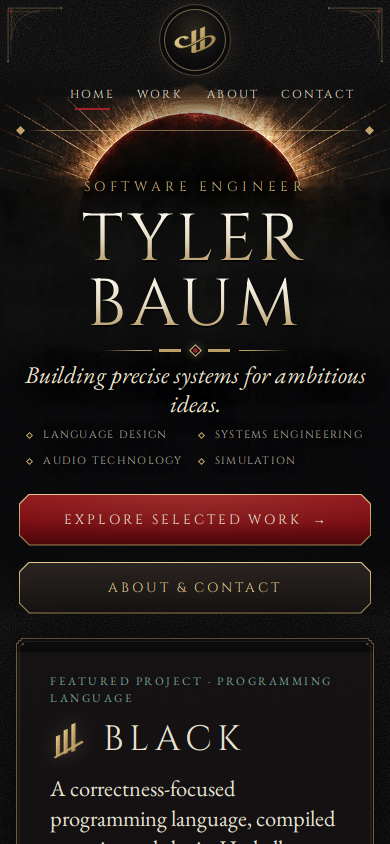 HOME WORK ABOUT CONTACT
SOFTWARE ENGINEER
TYLER
BAUM
Building precise systems for ambitious
ideas.
LANGUAGE DESIGN SYSTEMS ENGINEERING
AUDIO TECHNOLOGY SIMULATION
EXPLORE SELECTED WORK →
ABOUT & CONTACT
FEATURED PROJECT · PROGRAMMING
LANGUAGE
BLACK
A correctness-focused
programming language, compiled